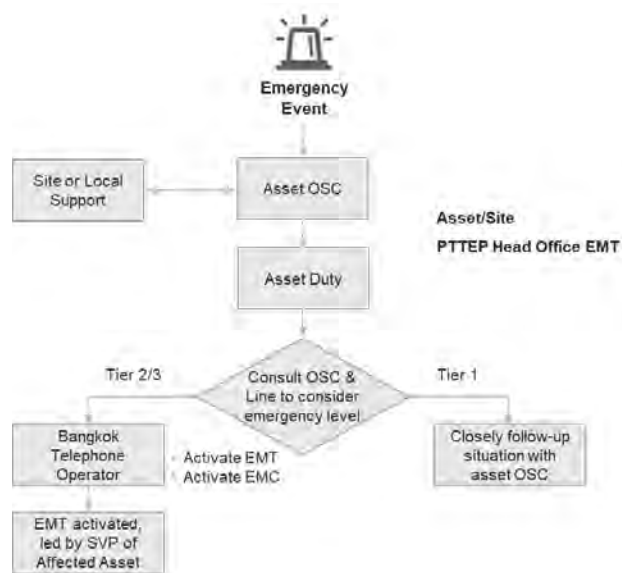 Emergency
Event
Site or Local
Support
Asset OSC
Asset/Site
PTTEP Head Office EMT
Asset Duty
Tier 2/3
Consult OSC &
Line to consider
emergency level
Tier 1
Bangkok
Telephone
Operator
Activate EMT
Activate EMC
Closely follow-up
situation with
asset OSC
EMT activated,
led by SVP of
Affected Asset